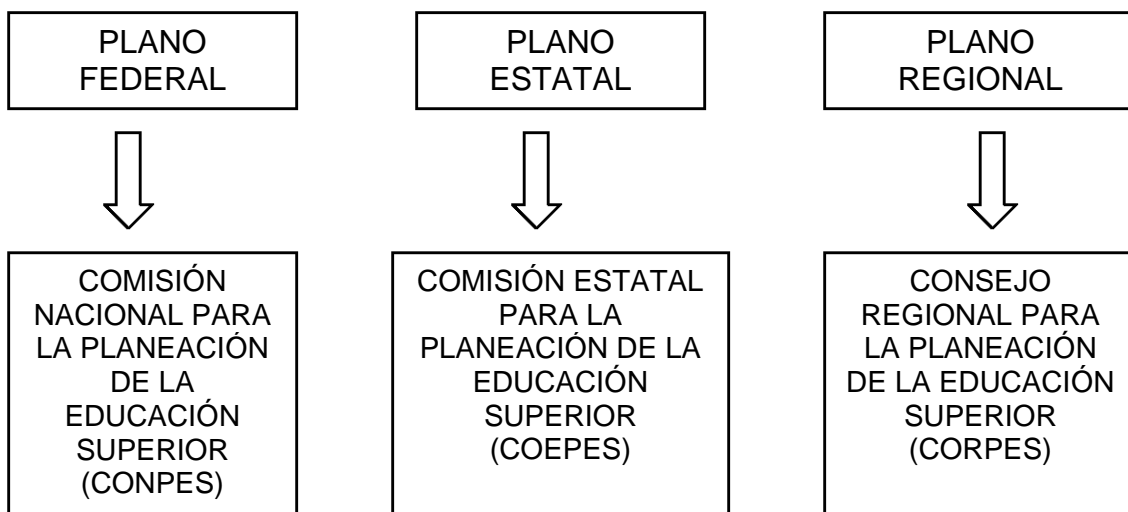 PLANO
FEDERAL
PLANO
ESTATAL
PLANO
REGIONAL
COMISIÓN
NACIONAL PARA
LA PLANEACIÓN
DE LA
EDUCACIÓN
SUPERIOR
(CONPES)
COMISIÓN ESTATAL
PARA LA
PLANEACIÓN DE LA
EDUCACIÓN
SUPERIOR
(COEPES)
CONSEJO
REGIONAL PARA
LA PLANEACIÓN
DE LA EDUCACIÓN
SUPERIOR
(CORPES)